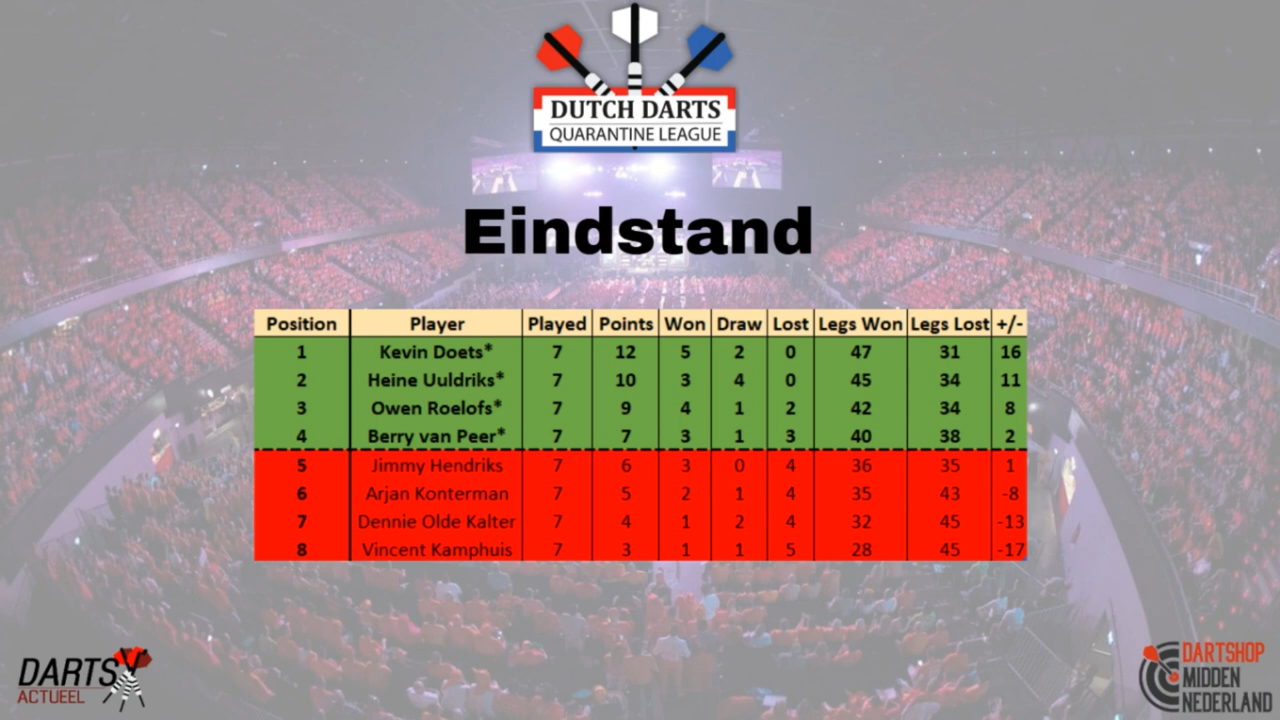 DUTCH DARTS
QUARANTINE LEAGUE
Eindstand
Position Player Played Points Won Draw Lost Legs Won Legs Lost +/-
1 Kevin Doets* 7 12 5 2 0 47 31 16
2 Heine Uuldriks* 7 10 3 4 0 45 34 11
3 Owen Roelofs* 7 9 4 1 2 42 34 8
4 Berry van Peer* 7 7 3 1 3 40 38 2
5 Jimmy Hendriks 7 6 3 0 4 36 35 1
6 Arjan Konterman 7 5 2 1 4 35 43 -8
7 Dennie Olde Kalter 7 4 1 2 4 32 45 -13
8 Vincent Kamphuis 7 3 1 1 5 28 45 -17
DARTS
ACTUEEL
DARTSHOP
MIDDEN
NEDERLAND